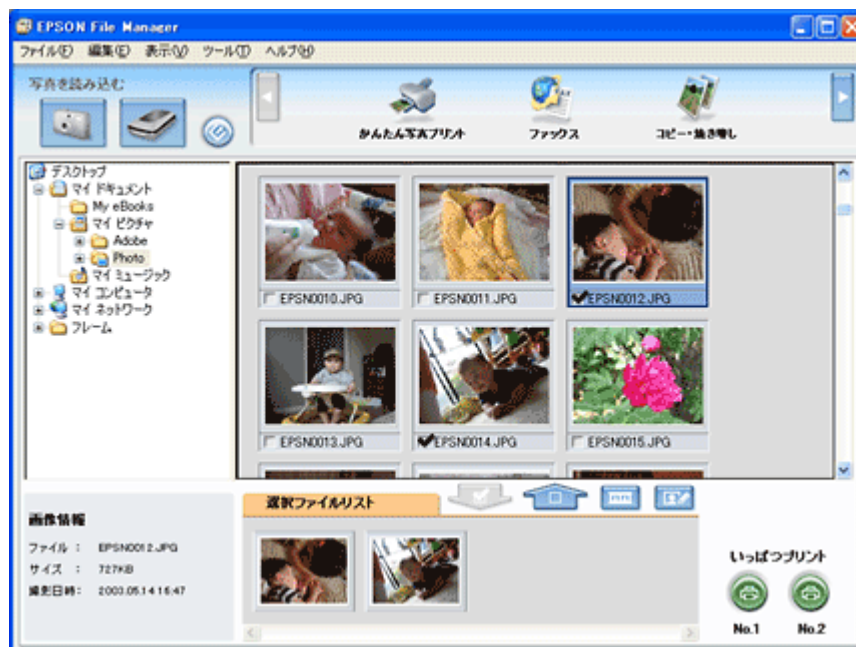 EPSON File Manager
ファイル(F) 編集(E) 表示(V) ツール(T) ヘルプ(H)
写真を読み込む
かんたん写真プリント ファックス コピー・焼き増し
デスクトップ
マイ ドキュメント
My eBooks
マイ ピクチャ
Adobe
Photo
マイ ミュージック
マイ コンピュータ
マイ ネットワーク
フレーム
EPSN0010.JPG EPSN0011.JPG EPSN0012.JPG
EPSN0013.JPG EPSN0014.JPG EPSN0015.JPG
選択ファイルリスト
画像情報
ファイル : EPSN0012.JPG
サイズ : 727KB
撮影日時: 2003.05.14 16:47
いっぱつプリント
No.1 No.2